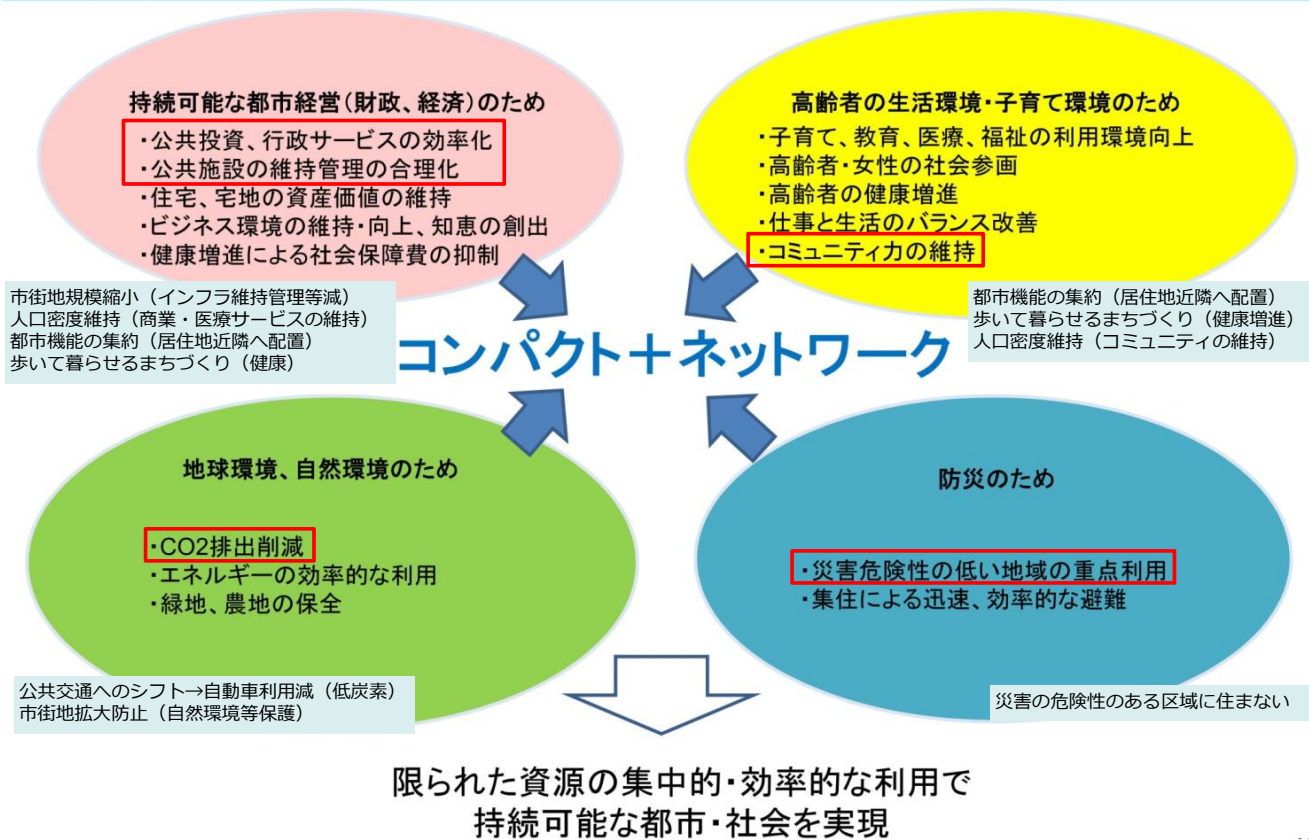 持続可能な都市経営（財政、経済）のため
・公共投資、行政サービスの効率化
・公共施設の維持管理の合理化
・住宅、宅地の資産価値の維持
・ビジネス環境の維持・向上、知恵の創出
・健康増進による社会保障費の抑制
市街地規模縮小（インフラ維持管理等減）
人口密度維持（商業・医療サービスの維持）
都市機能の集約（居住地近隣へ配置）
歩いて暮らせるまちづくり（健康）
高齢者の生活環境・子育て環境のため
・子育て、教育、医療、福祉の利用環境向上
・高齢者・女性の社会参画
・高齢者の健康増進
・仕事と生活のバランス改善
・コミュニティ力の維持
都市機能の集約（居住地近隣へ配置）
歩いて暮らせるまちづくり（健康増進）
人口密度維持（コミュニティの維持）
コンパクト＋ネットワーク
地球環境、自然環境のため
・CO2排出削減
・エネルギーの効率的な利用
・緑地、農地の保全
公共交通へのシフト→自動車利用減（低炭素）
市街地拡大防止（自然環境等保護）
防災のため
・災害危険性の低い地域の重点利用
・集住による迅速、効率的な避難
災害の危険性のある区域に住まない
限られた資源の集中的・効率的な利用で
持続可能な都市・社会を実現